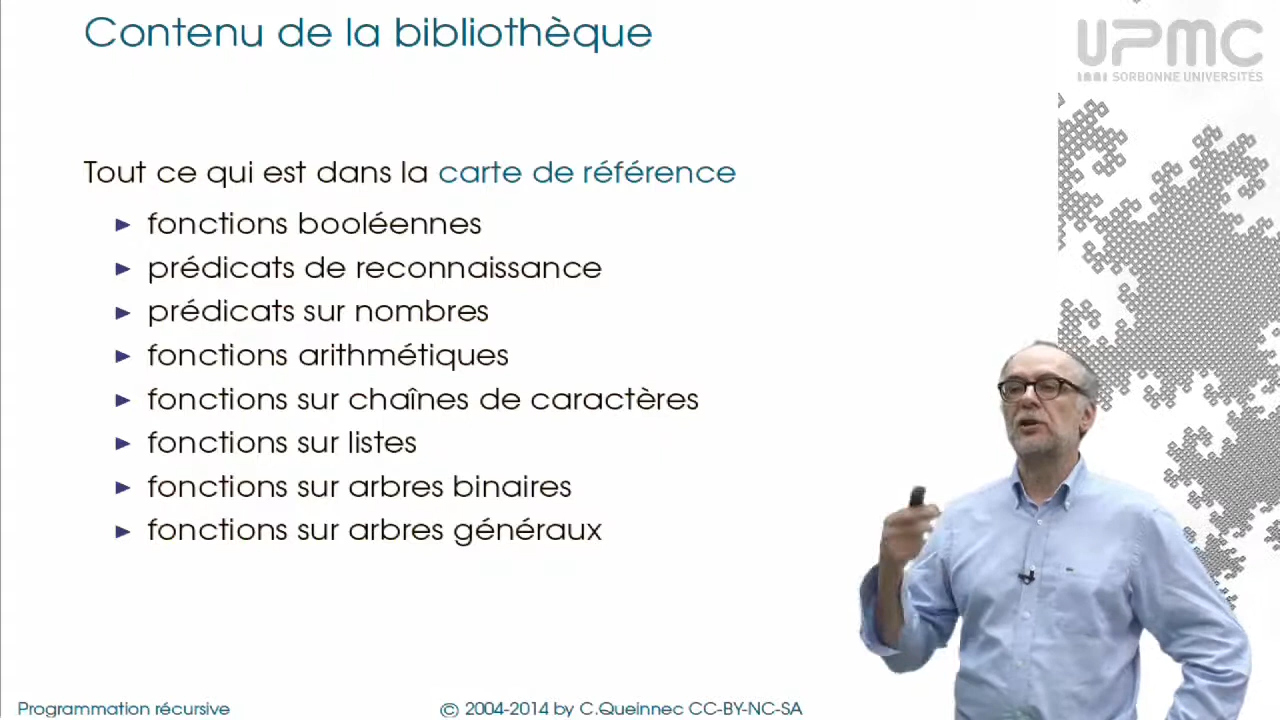 Contenu de la bibliothèque
UPMC
SORBONNE UNIVERSITÉS
Tout ce qui est dans la carte de référence
fonctions booléennes
prédicats de reconnaissance
prédicats sur nombres
fonctions arithmétiques
fonctions sur chaînes de caractères
fonctions sur listes
fonctions sur arbres binaires
fonctions sur arbres généraux
Programmation récursive
© 2004-2014 by C.Queinnec CC-BY-NC-SA